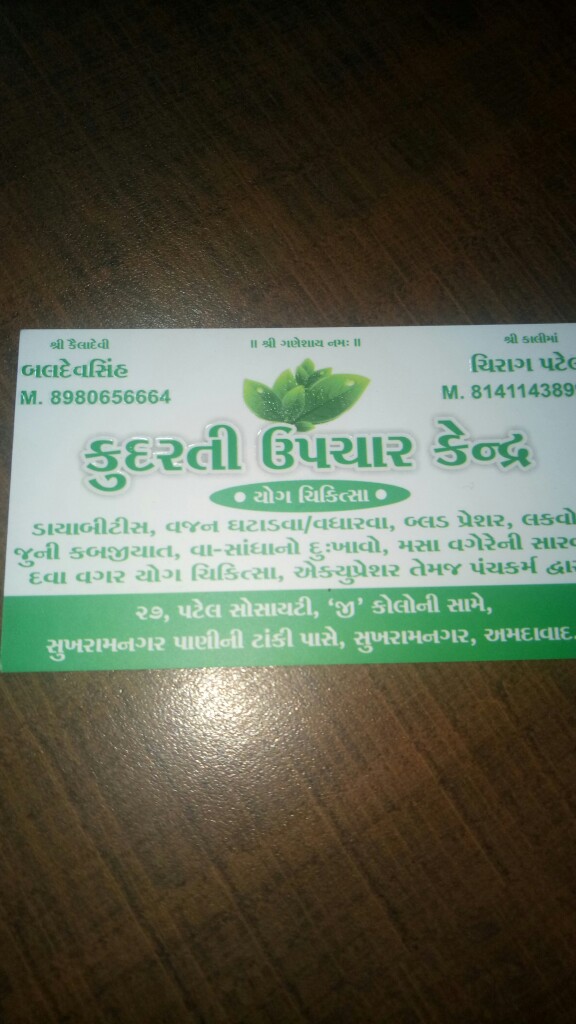 શ્રી કૈલાદેવી ॥ શ્રી ગણેશાય નમઃ ॥ શ્રી કાલીમાં
બલદેવસિંહ ચિરાગ પટેલ
M. 8980656664 M. 814114389
કુદરતી ઉપચાર કેન્દ્ર
• યોગ ચિકિત્સા •
ડાયાબીટીસ, વજન ઘટાડવા/વધારવા, બ્લડ પ્રેશર, લકવો
જુની કબજીયાત, વા-સાંધાનો દુઃખાવો, મસા વગેરેની
દવા વગર યોગ ચિકિત્સા, એક્યુપ્રેશર તેમજ પંચકર્મ
૨૭, પટેલ સોસાયટી, ‘જી’ કોલોની સામે,
સુખરામનગર પાણીની ટાંકી પાસે, સુખરામનગર, અમદાવાદ.